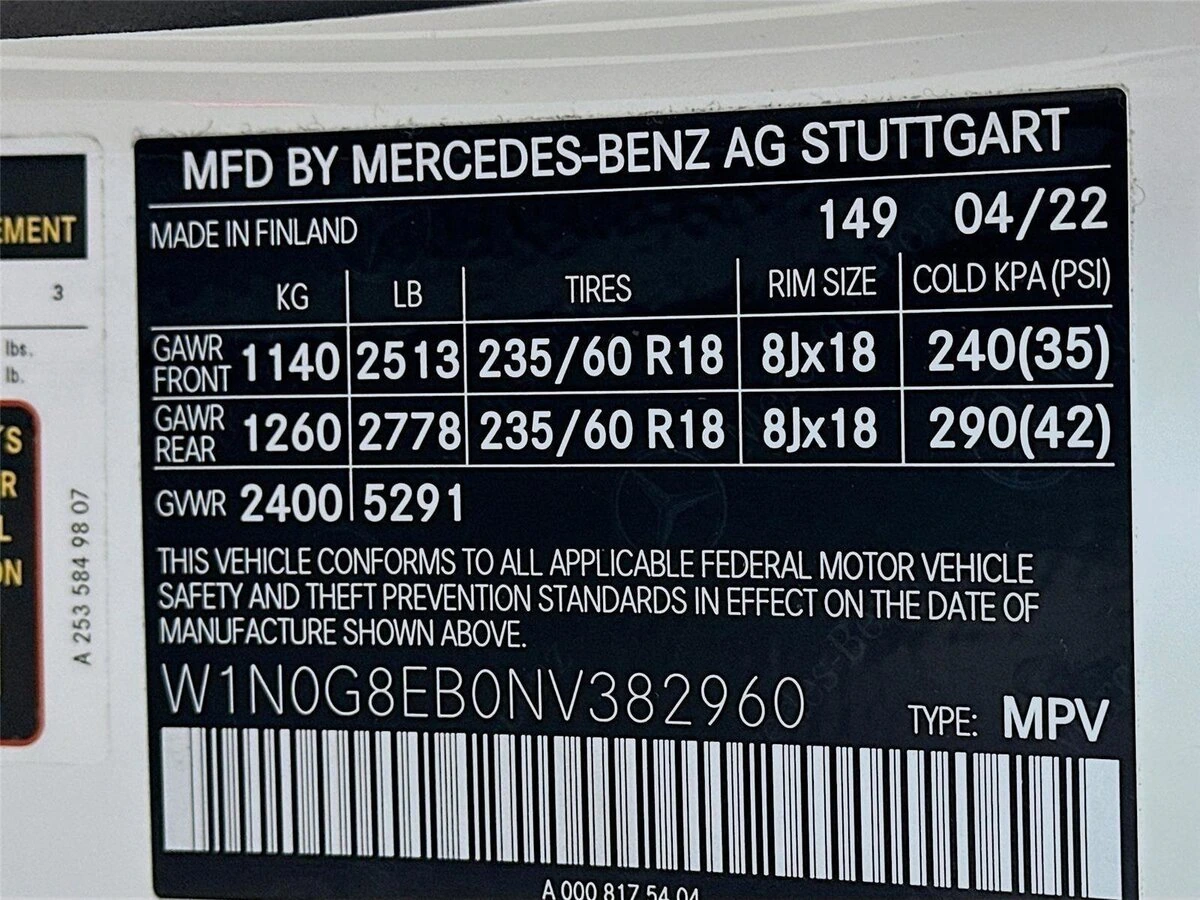 MFD BY MERCEDES-BENZ AG STUTTGART
MADE IN FINLAND 149 04/22
KG LB TIRES RIM SIZE COLD KPA (PSI)
GAWR FRONT 1140 2513 235/60 R18 8Jx18 240(35)
GAWR REAR 1260 2778 235/60 R18 8Jx18 290(42)
GVWR 2400 5291
THIS VEHICLE CONFORMS TO ALL APPLICABLE FEDERAL MOTOR VEHICLE
SAFETY AND THEFT PREVENTION STANDARDS IN EFFECT ON THE DATE OF
MANUFACTURE SHOWN ABOVE.
W1N0G8EB0NV382960
TYPE: MPV
A 000 817 54 04
EMENT
3
lbs.
lb.
A 253 584 98 07